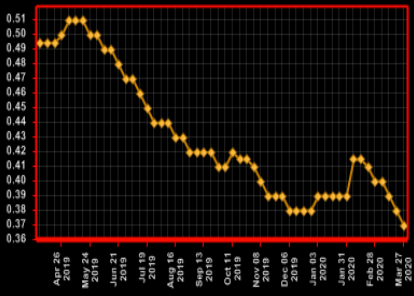 0.51
0.50
0.49
0.48
0.47
0.46
0.45
0.44
0.43
0.42
0.41
0.40
0.39
0.38
0.37
0.36
Apr 26
2019
May 24
2019
Jun 21
2019
Jul 19
2019
Aug 16
2019
Sep 13
2019
Oct 11
2019
Nov 08
2019
Dec 06
2019
Jan 03
2020
Jan 31
2020
Feb 28
2020
Mar 27
2020